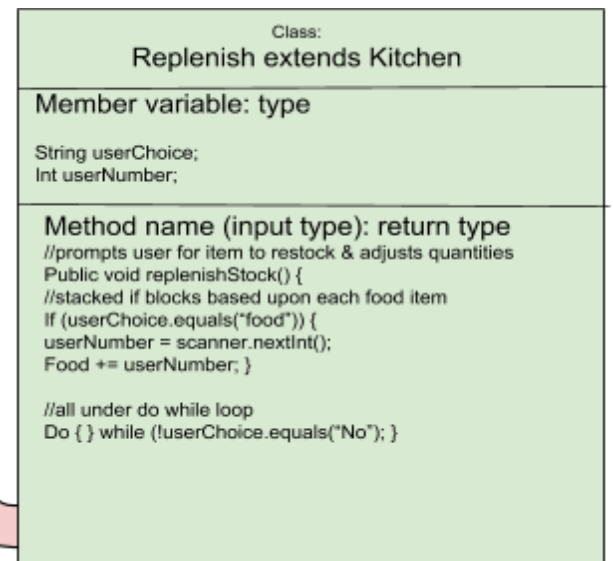 Class:
Replenish extends Kitchen
Member variable: type
String userChoice;
Int userNumber;
Method name (input type): return type
//prompts user for item to restock & adjusts quantities
Public void replenishStock() {
//stacked if blocks based upon each food item
If (userChoice.equals(“food”)) {
userNumber = scanner.nextInt();
Food += userNumber; }
//all under do while loop
Do { } while (!userChoice.equals(“No”); }